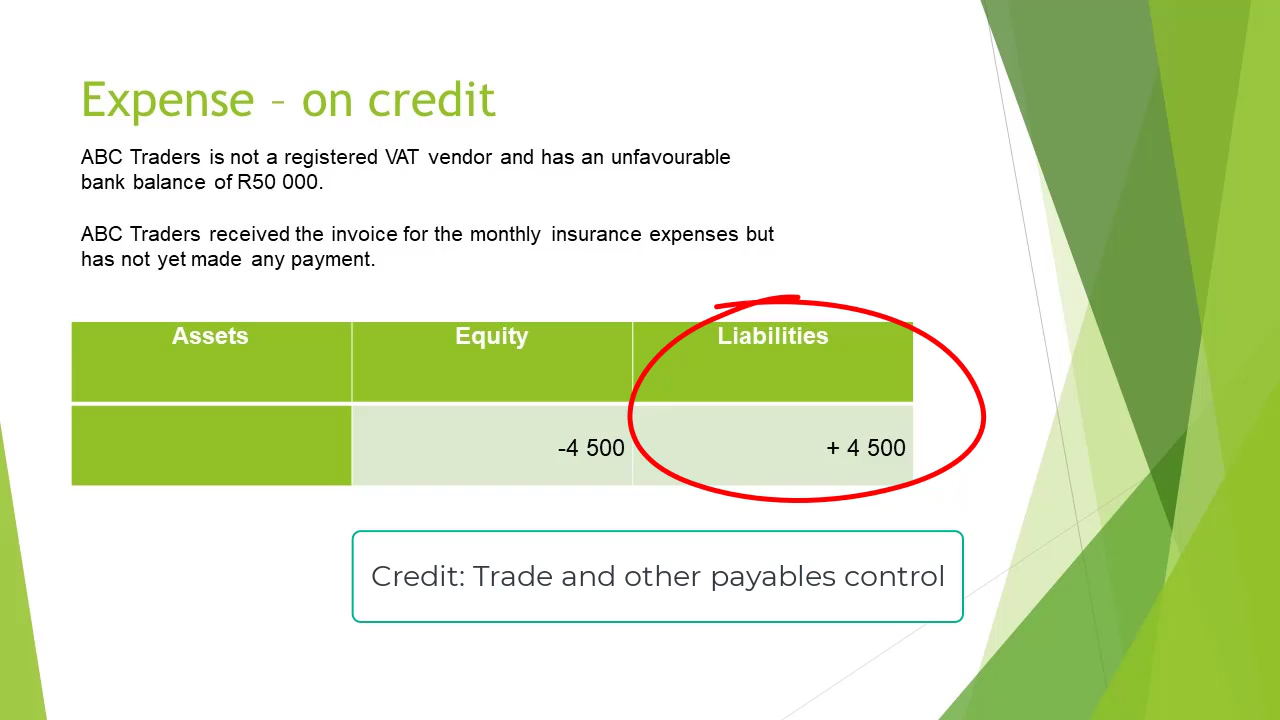 Expense – on credit
ABC Traders is not a registered VAT vendor and has an unfavourable
bank balance of R50 000.
ABC Traders received the invoice for the monthly insurance expenses but
has not yet made any payment.
Assets Equity Liabilities
-4 500 + 4 500
Credit: Trade and other payables control